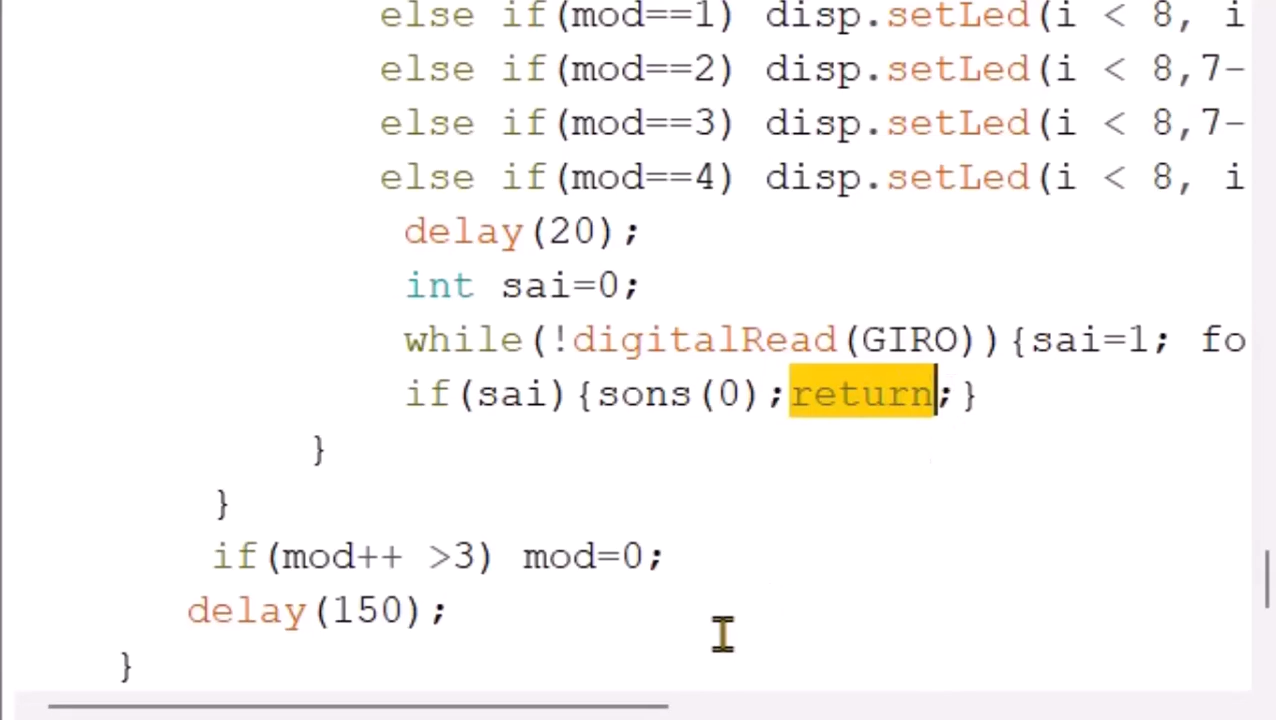 else if(mod==1) disp.setLed(i < 8, i
else if(mod==2) disp.setLed(i < 8,7-
else if(mod==3) disp.setLed(i < 8,7-
else if(mod==4) disp.setLed(i < 8, i
delay(20);
int sai=0;
while(!digitalRead(GIRO)){sai=1; fo
if(sai){sons(0);return;}
}
}
if(mod++ >3) mod=0;
delay(150);
}